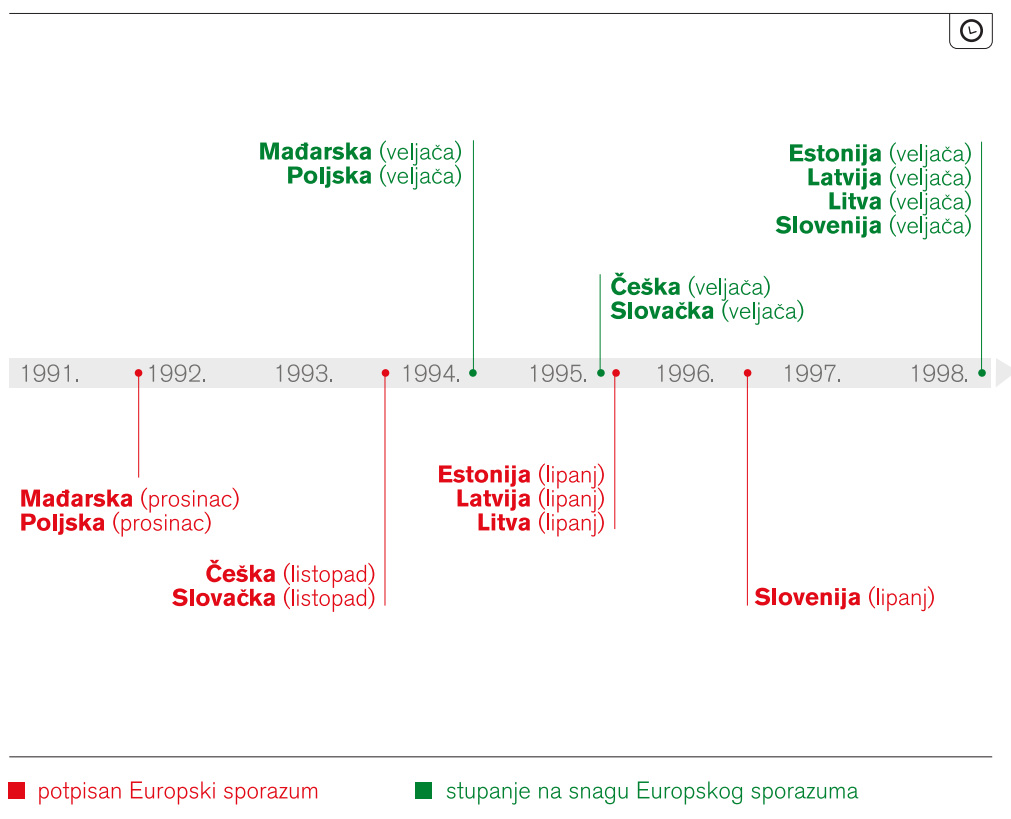 Mađarska (veljača)
Poljska (veljača)
Estonija (veljača)
Latvija (veljača)
Litva (veljača)
Slovenija (veljača)
Češka (veljača)
Slovačka (veljača)
1991. 1992. 1993. 1994. 1995. 1996. 1997. 1998.
Mađarska (prosinac)
Poljska (prosinac)
Češka (listopad)
Slovačka (listopad)
Estonija (lipanj)
Latvija (lipanj)
Litva (lipanj)
Slovenija (lipanj)
potpisan Europski sporazum
stupanje na snagu Europskog sporazuma